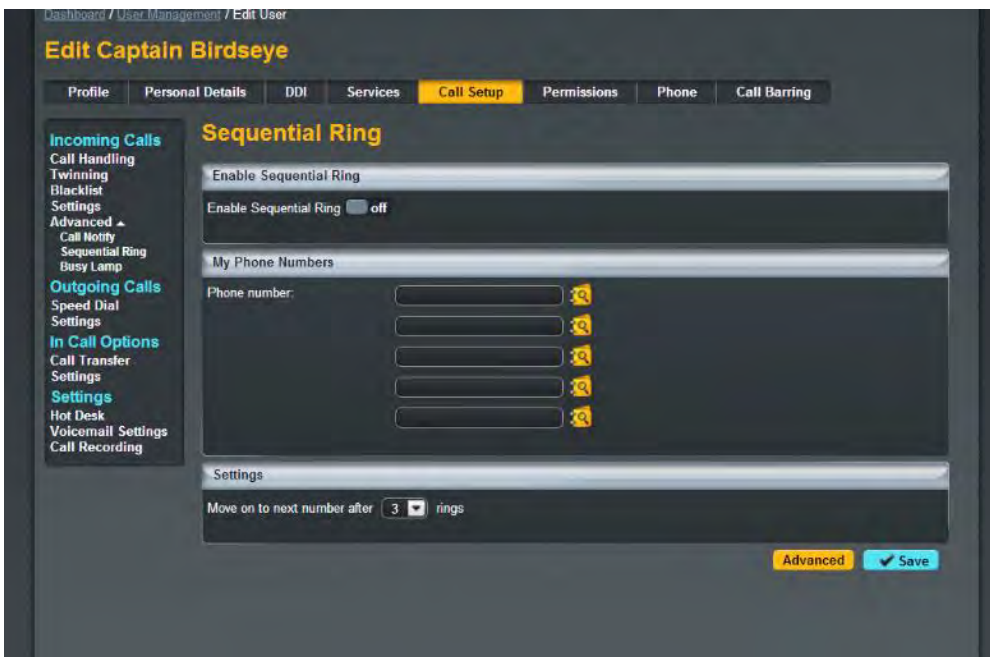 Dashboard / User Management / Edit User
Edit Captain Birdseye
Profile Personal Details DDI Services Call Setup Permissions Phone Call Barring
Incoming Calls
Call Handling
Twinning
Blacklist
Settings
Advanced
Call Notify
Sequential Ring
Busy Lamp
Outgoing Calls
Speed Dial
Settings
In Call Options
Call Transfer
Settings
Settings
Hot Desk
Voicemail Settings
Call Recording
Sequential Ring
Enable Sequential Ring
Enable Sequential Ring off
My Phone Numbers
Phone number:
Settings
Move on to next number after 3 rings
Advanced Save